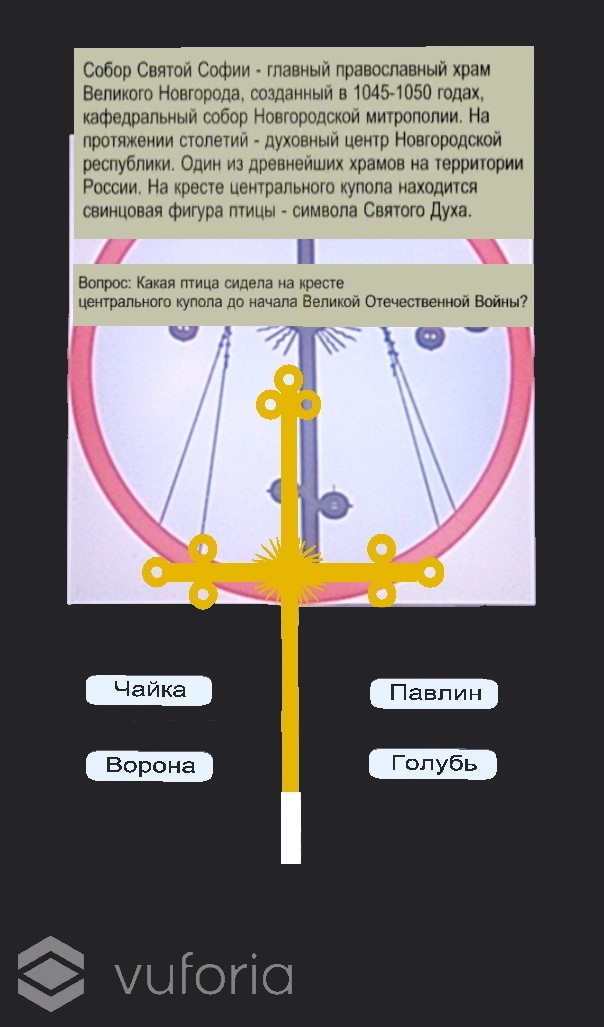 Собор Святой Софии - главный православный храм
Великого Новгорода, созданный в 1045-1050 годах,
кафедральный собор Новгородской митрополии. На
протяжении столетий - духовный центр Новгородской
республики. Один из древнейших храмов на территории
России. На кресте центрального купола находится
свинцовая фигура птицы - символа Святого Духа.
Вопрос: Какая птица сидела на кресте
центрального купола до начала Великой Отечественной Войны?
Чайка
Павлин
Ворона
Голубь
vuforia